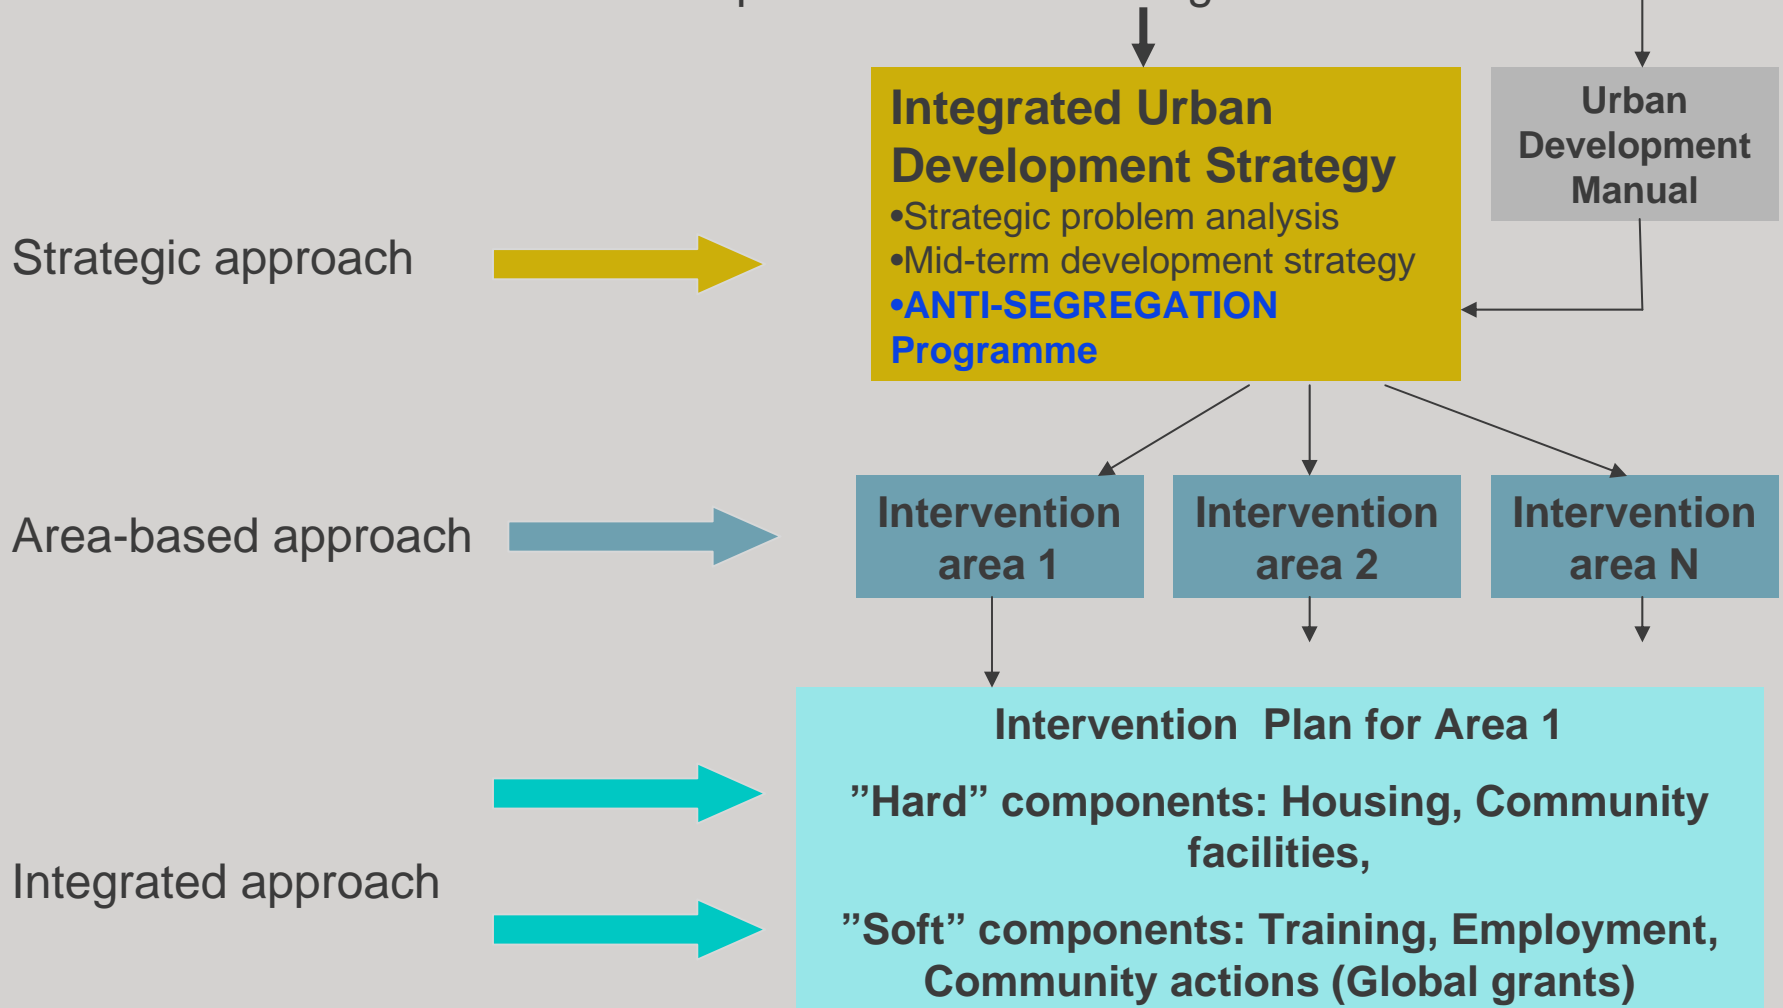 Integrated Urban
Development Strategy
•Strategic problem analysis
•Mid-term development strategy
•ANTI-SEGREGATION
Programme
Urban
Development
Manual
Strategic approach
Area-based approach
Intervention
area 1
Intervention
area 2
Intervention
area N
Intervention Plan for Area 1
”Hard” components: Housing, Community
facilities,
Integrated approach
”Soft” components: Training, Employment,
Community actions (Global grants)